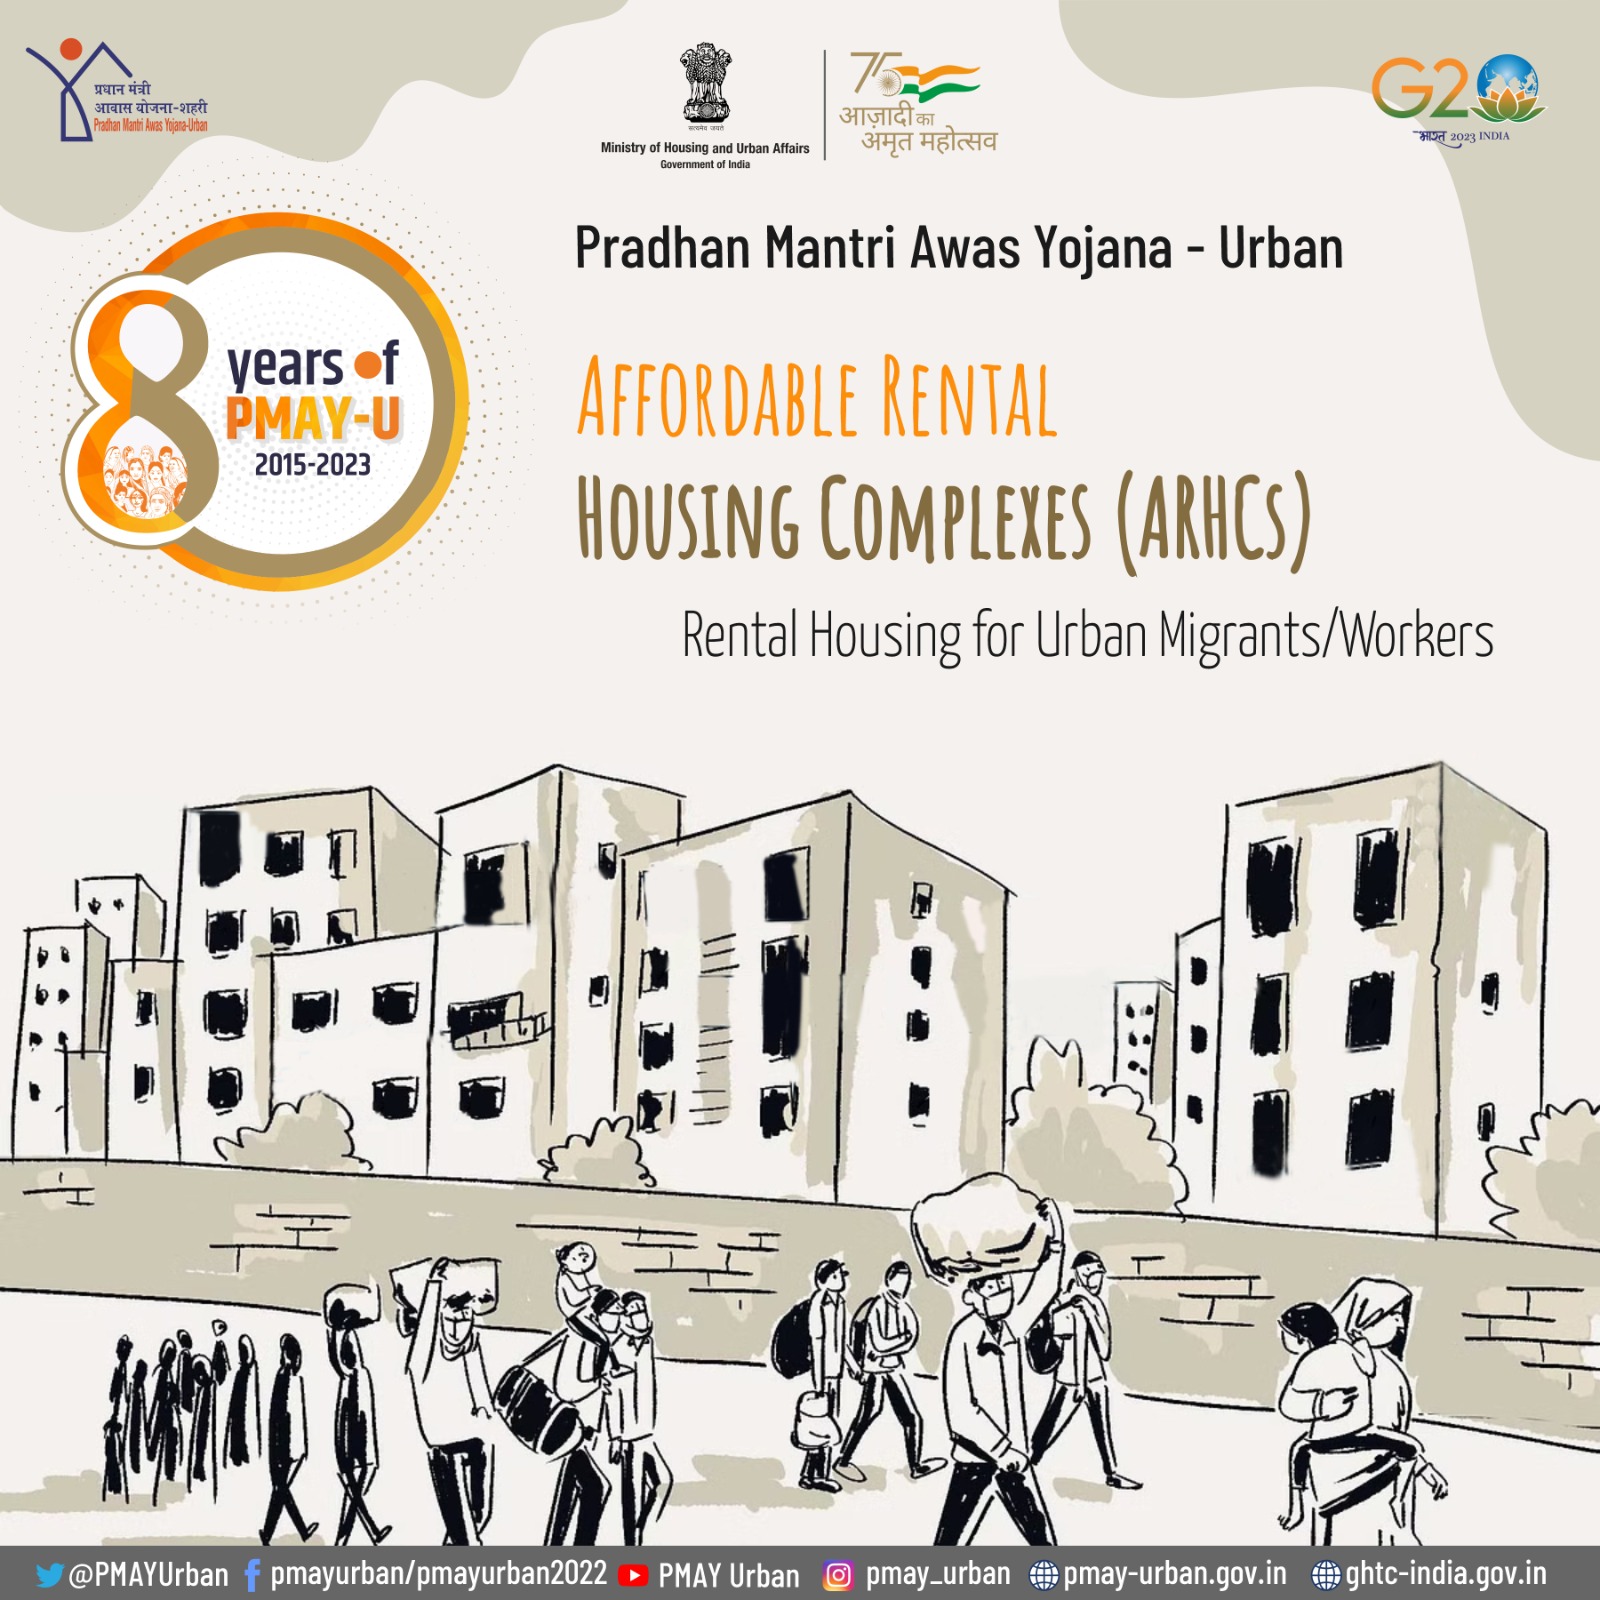 प्रधान मंत्री
आवास योजना-शहरी
Pradhan Mantri Awas Yojana-Urban
सत्यमेव जयते
Ministry of Housing and Urban Affairs
Government of India
75
आज़ादी का
अमृत महोत्सव
G20
भारत 2023 INDIA
Pradhan Mantri Awas Yojana - Urban
8 years of
PMAY-U
2015-2023
AFFORDABLE RENTAL
HOUSING COMPLEXES (ARHCs)
Rental Housing for Urban Migrants/Workers
@PMAYUrban pmayurban/pmayurban2022 PMAY Urban pmay_urban pmay-urban.gov.in ghtc-india.gov.in